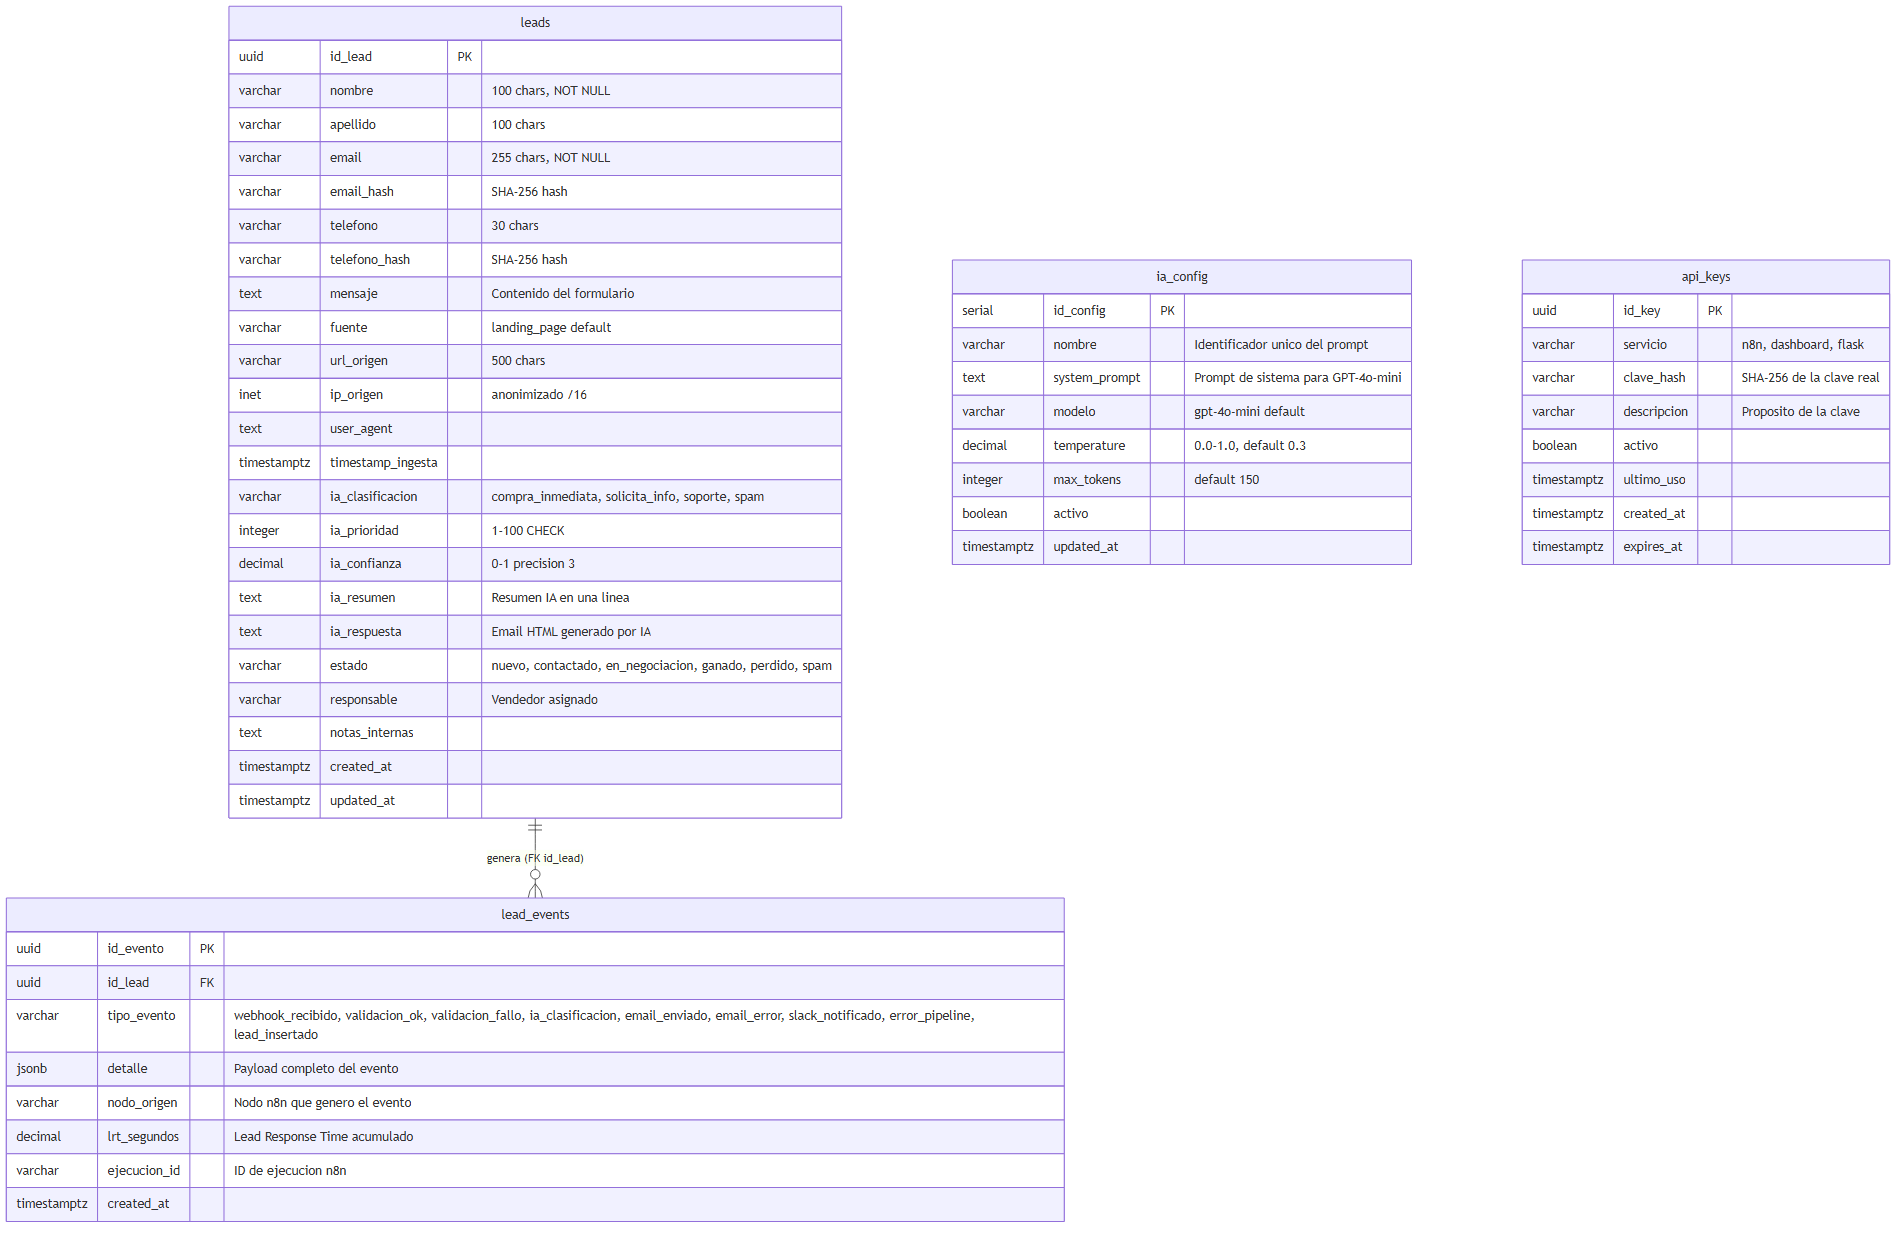 leads
uuid id_lead PK
varchar nombre 100 chars, NOT NULL
varchar apellido 100 chars
varchar email 255 chars, NOT NULL
varchar email_hash SHA-256 hash
varchar telefono 30 chars
varchar telefono_hash SHA-256 hash
text mensaje Contenido del formulario
varchar fuente landing_page default
varchar url_origen 500 chars
inet ip_origen anonimizado /16
text user_agent
timestamptz timestamp_ingesta
varchar ia_clasificacion compra_inmediata, solicita_info, soporte, spam
integer ia_prioridad 1-100 CHECK
decimal ia_confianza 0-1 precision 3
text ia_resumen Resumen IA en una linea
text ia_respuesta Email HTML generado por IA
varchar estado nuevo, contactado, en_negociacion, ganado, perdido, spam
varchar responsable Vendedor asignado
text notas_internas
timestamptz created_at
timestamptz updated_at
ia_config
serial id_config PK
varchar nombre Identificador unico del prompt
text system_prompt Prompt de sistema para GPT-4o-mini
varchar modelo gpt-4o-mini default
decimal temperature 0.0-1.0, default 0.3
integer max_tokens default 150
boolean activo
timestamptz updated_at
api_keys
uuid id_key PK
varchar servicio n8n, dashboard, flask
varchar clave_hash SHA-256 de la clave real
varchar descripcion Proposito de la clave
boolean activo
timestamptz ultimo_uso
timestamptz created_at
timestamptz expires_at
genera (FK id_lead)
lead_events
uuid id_evento PK
uuid id_lead FK
varchar tipo_evento webhook_recibido, validacion_ok, validacion_fallo, ia_clasificacion, email_enviado, email_error, slack_notificado, error_pipeline,
lead_insertado
jsonb detalle Payload completo del evento
varchar nodo_origen Nodo n8n que genero el evento
decimal lrt_segundos Lead Response Time acumulado
varchar ejecucion_id ID de ejecucion n8n
timestamptz created_at